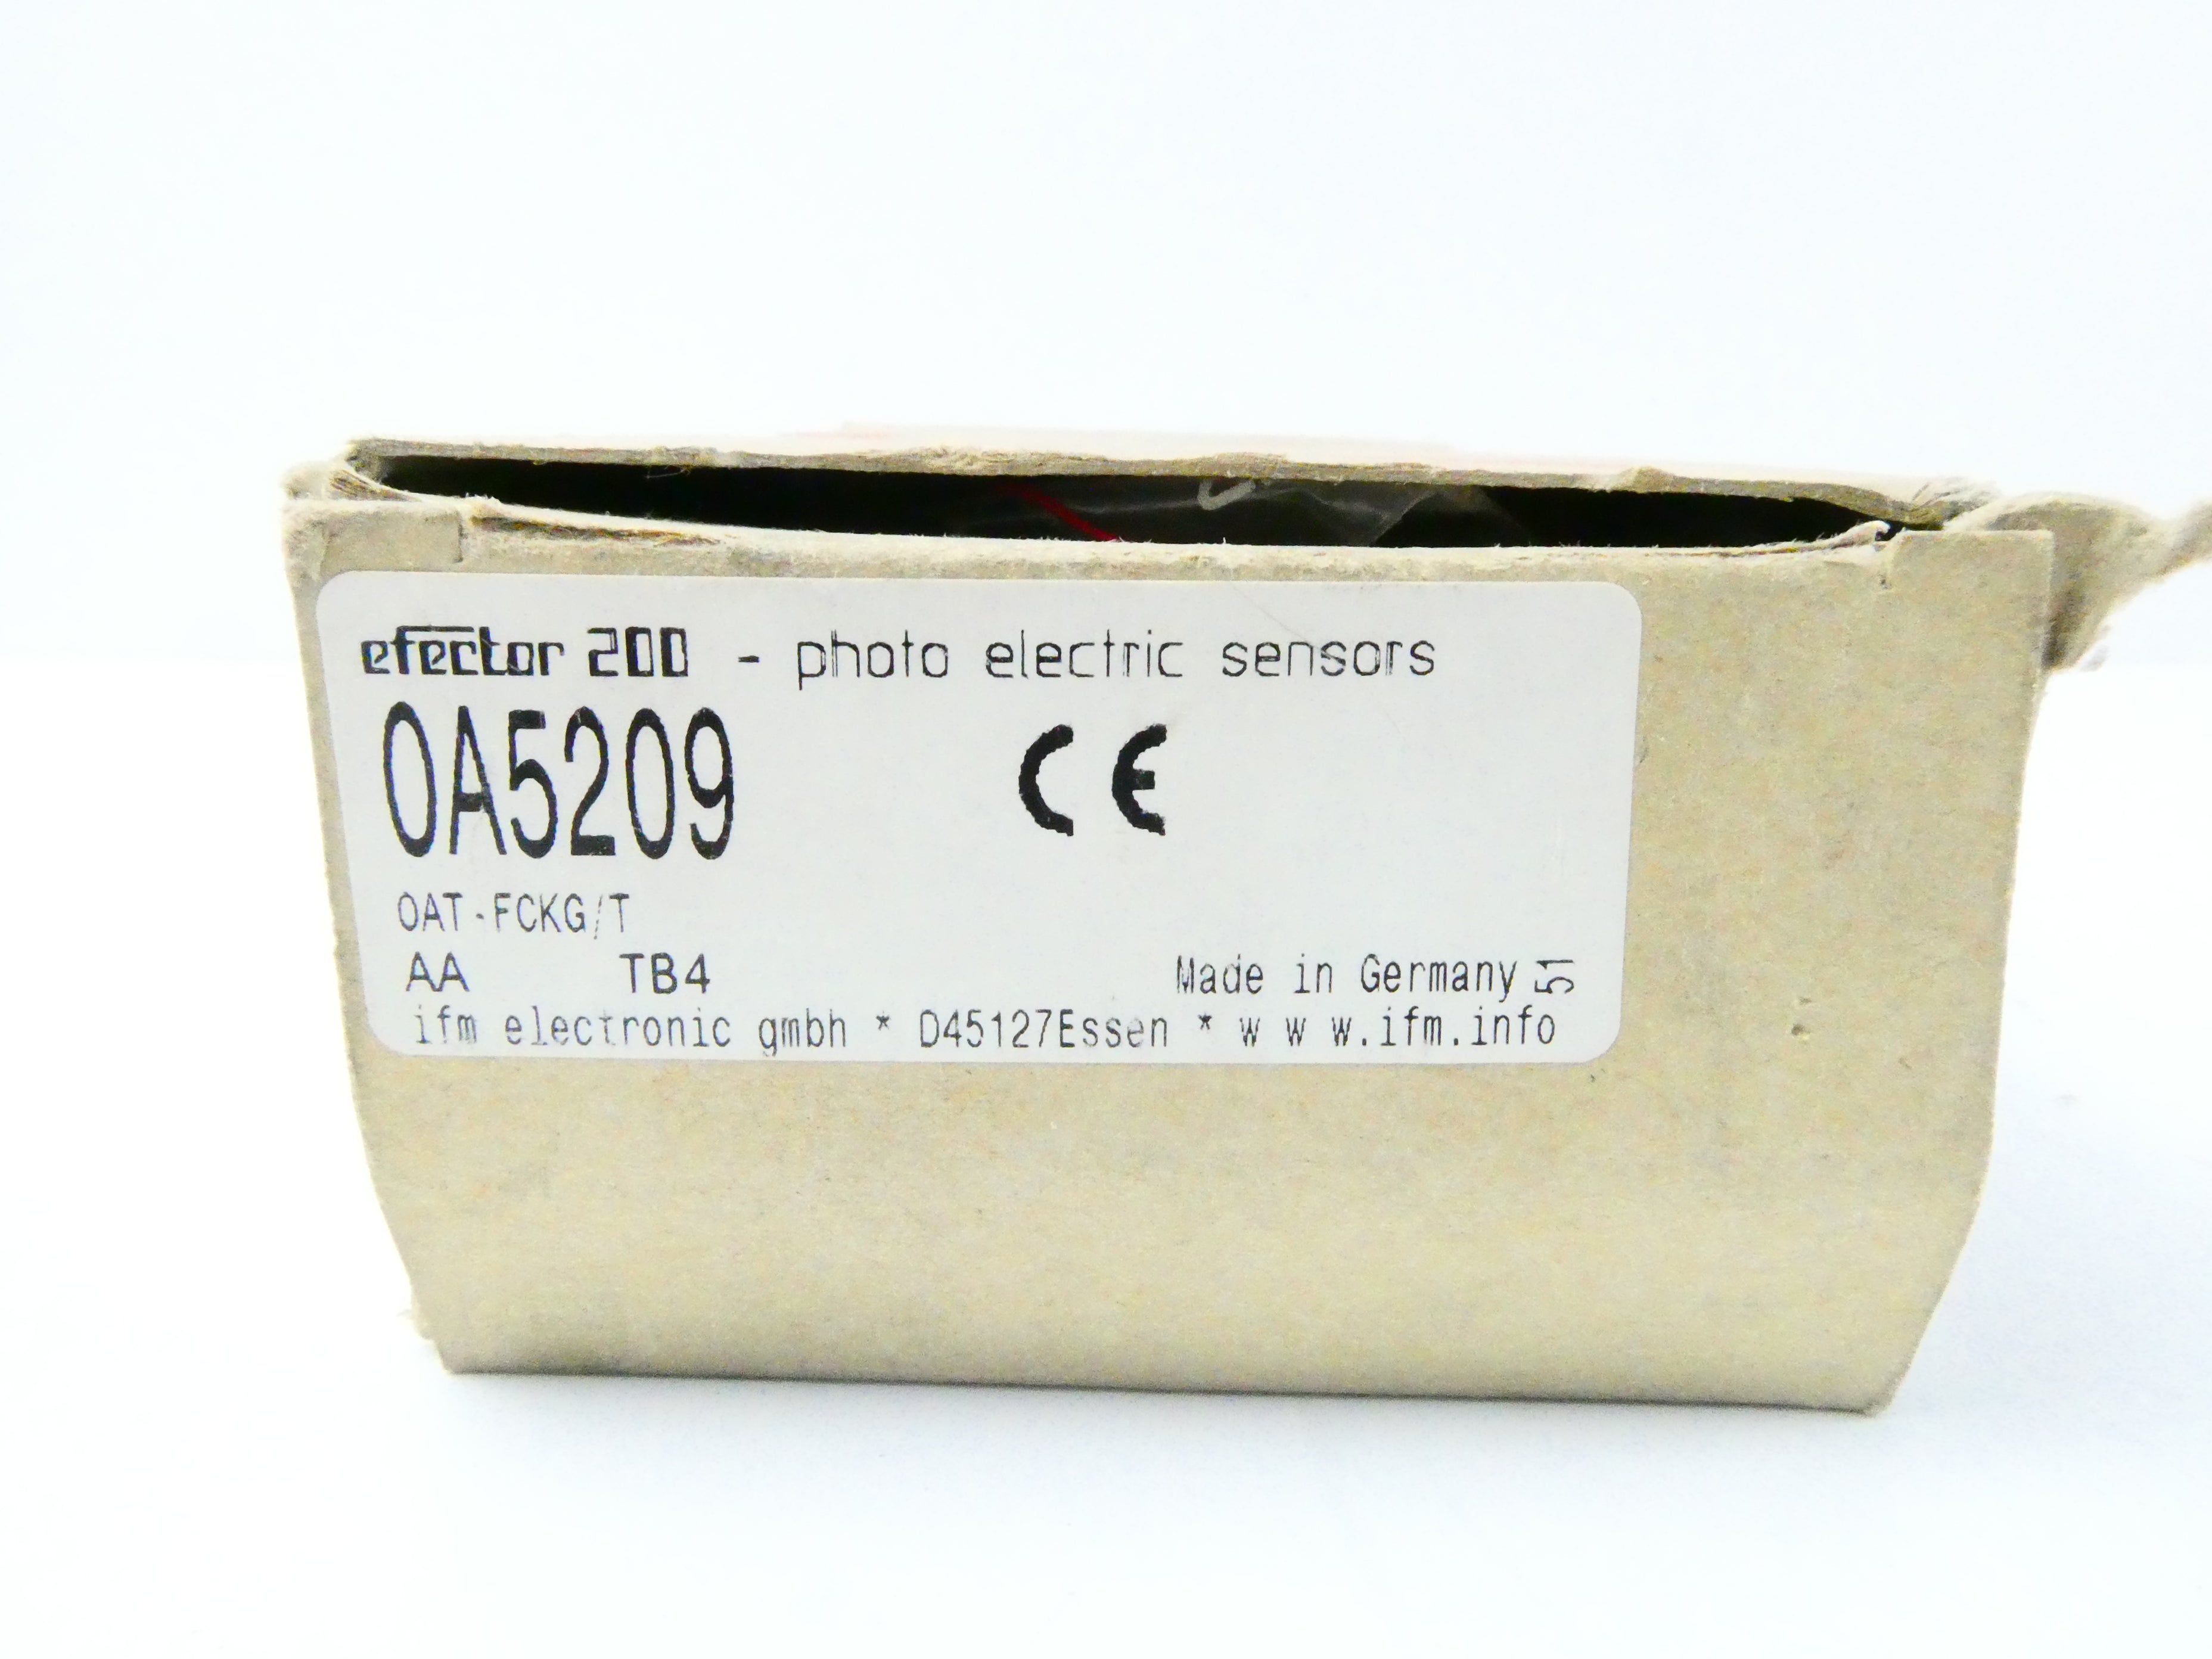 efector 200 - photo electric sensors
OA5209 CE
OAT-FCKG/T
AA TB4 Made in Germany 51
ifm electronic gmbh * D45127Essen * w w w.ifm.info